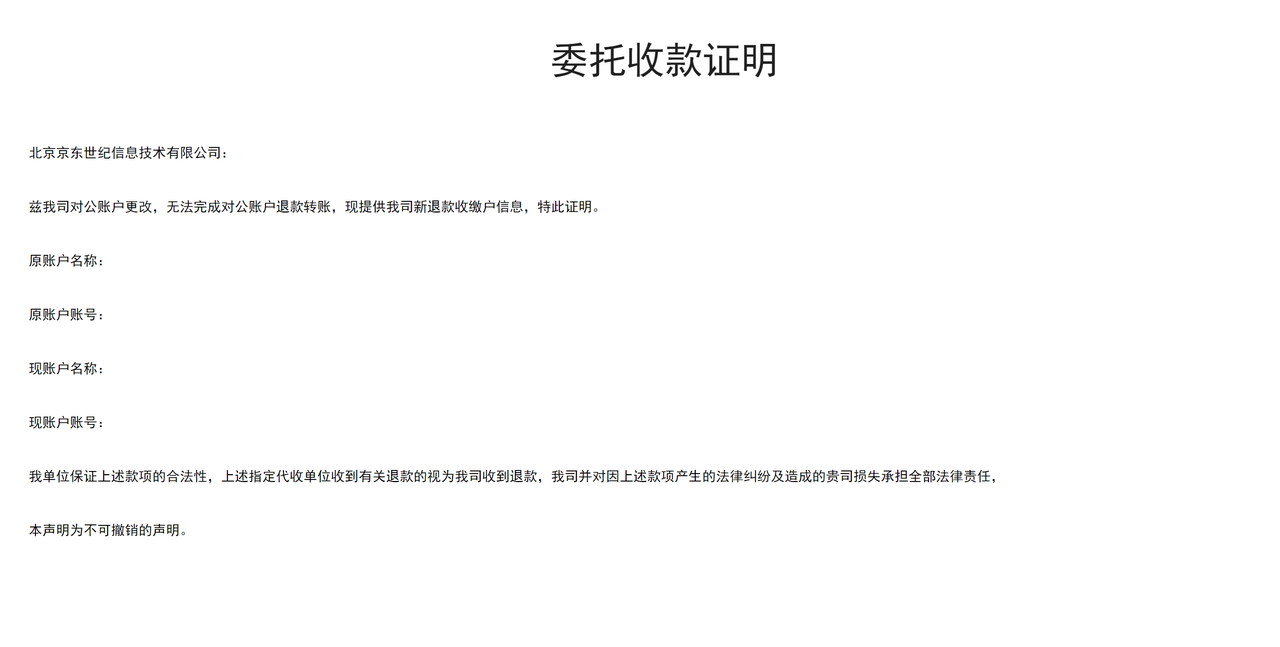 委托收款证明
北京京东世纪信息技术有限公司：
兹我司对公账户更改，无法完成对公账户退款转账，现提供我司新退款收缴户信息，特此证明。
原账户名称：
原账户账号：
现账户名称：
现账户账号：
我单位保证上述款项的合法性，上述指定代收单位收到有关退款的视为我司收到退款，我司并对因上述款项产生的法律纠纷及造成的贵司损失承担全部法律责任，
本声明为不可撤销的声明。